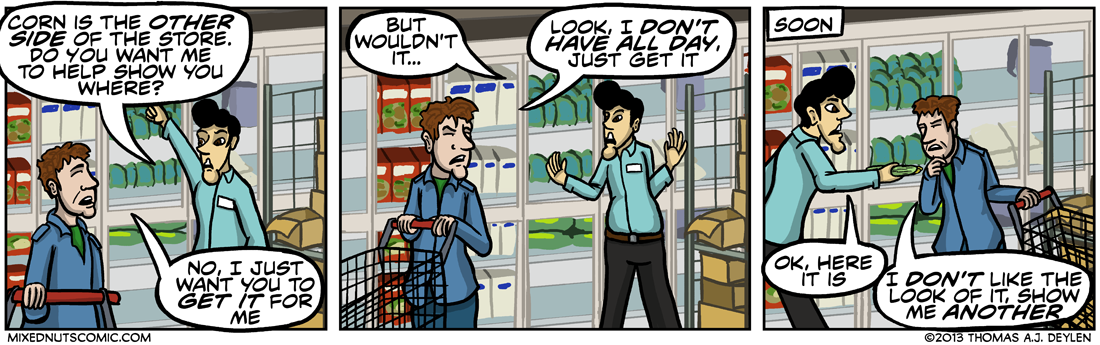 CORN IS THE OTHER
SIDE OF THE STORE.
DO YOU WANT ME
TO HELP SHOW YOU
WHERE?
NO, I JUST
WANT YOU TO
GET IT FOR
ME
BUT
WOULDN'T
IT...
LOOK, I DON'T
HAVE ALL DAY,
JUST GET IT
SOON
OK, HERE
IT IS
I DON'T LIKE THE
LOOK OF IT, SHOW
ME ANOTHER
MIXEDNUTSCOMIC.COM
©2013 THOMAS A.J. DEYLEN